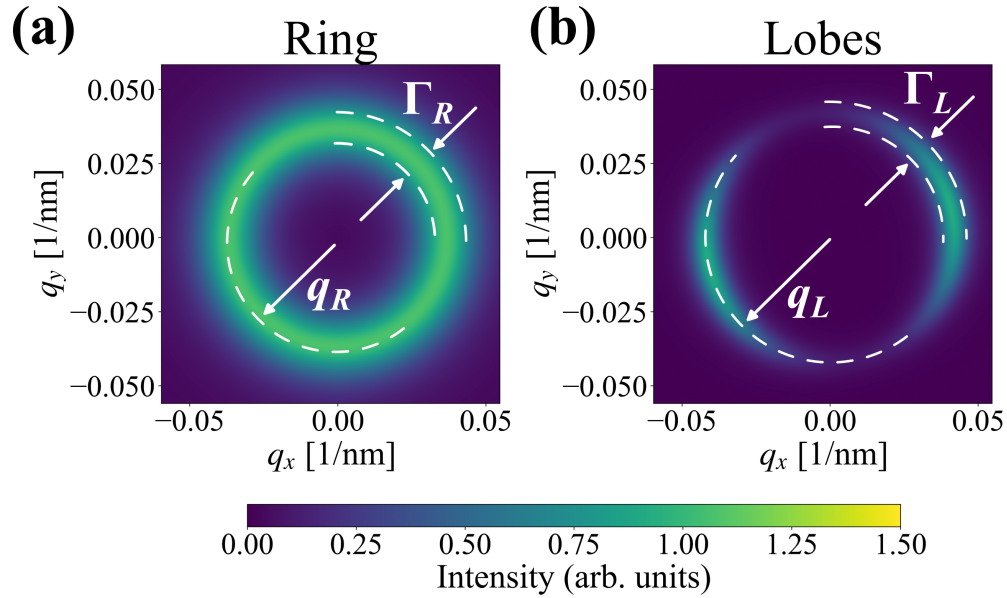 (a) Ring
(b) Lobes
0.050
0.025
0.000
−0.025
−0.050
q_y [1/nm]
Γ_R
q_R
−0.05 0.00 0.05
q_x [1/nm]
0.050
0.025
0.000
−0.025
−0.050
q_y [1/nm]
Γ_L
q_L
−0.05 0.00 0.05
q_x [1/nm]
0.00 0.25 0.50 0.75 1.00 1.25 1.50
Intensity (arb. units)